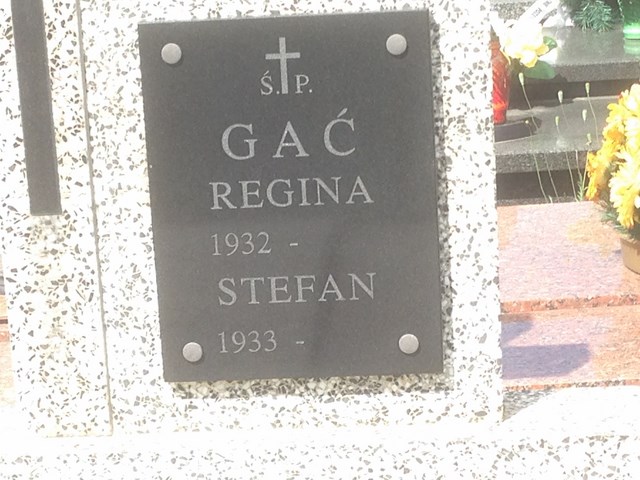 Ś. P.
GAĆ
REGINA
1932 -
STEFAN
1933 -